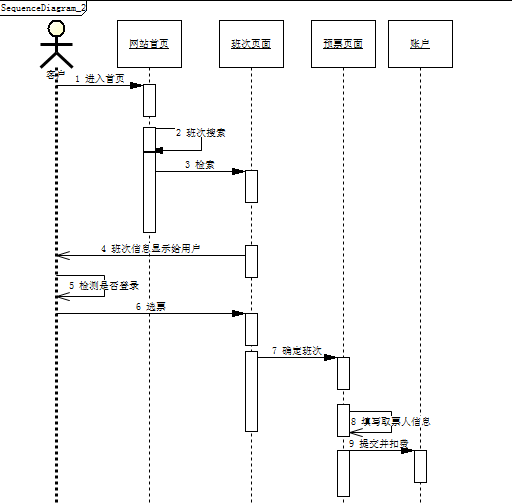 SequenceDiagram_2
网站首页
班次页面
预票页面
账户
客户
1 进入首页
2 班次搜索
3 检索
4 班次信息显示给用户
5 检测是否登录
6 选票
7 确定班次
8 填写取票人信息
9 提交并扣费